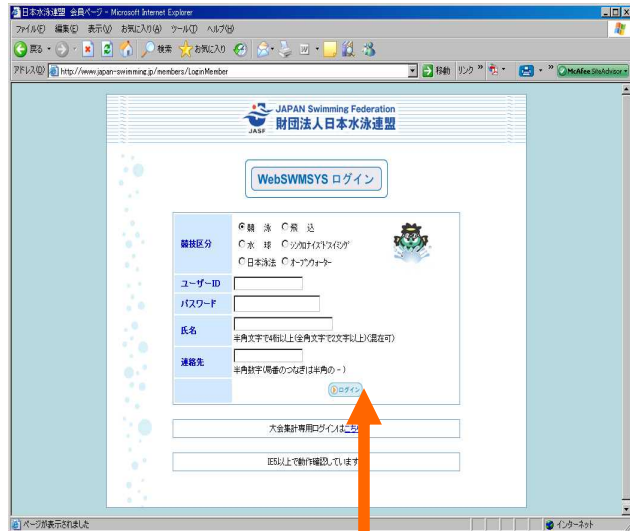 日本水泳連盟 会員ページ - Microsoft Internet Explorer
ファイル(F) 編集(E) 表示(V) お気に入り(A) ツール(T) ヘルプ(H)
戻る 検索 お気に入り
アドレス(D) http://www.japan-swimming.jp/members/LoginMember 移動 リンク » » McAfee SiteAdvisor
JAPAN Swimming Federation
財団法人日本水泳連盟
JASF
WebSWMSYS ログイン
競技区分
競 泳 飛 込
水 球 シンクロナイズドスイミング
日本泳法 オープンウォーター
ユーザーID
パスワード
氏名
半角文字で4桁以上(全角文字で2文字以上)(混在可)
連絡先
半角数字(局番のつなぎは半角の - )
ログイン
大会集計専用ログインはこちら
IE5以上で動作確認しています
ページが表示されました インターネット